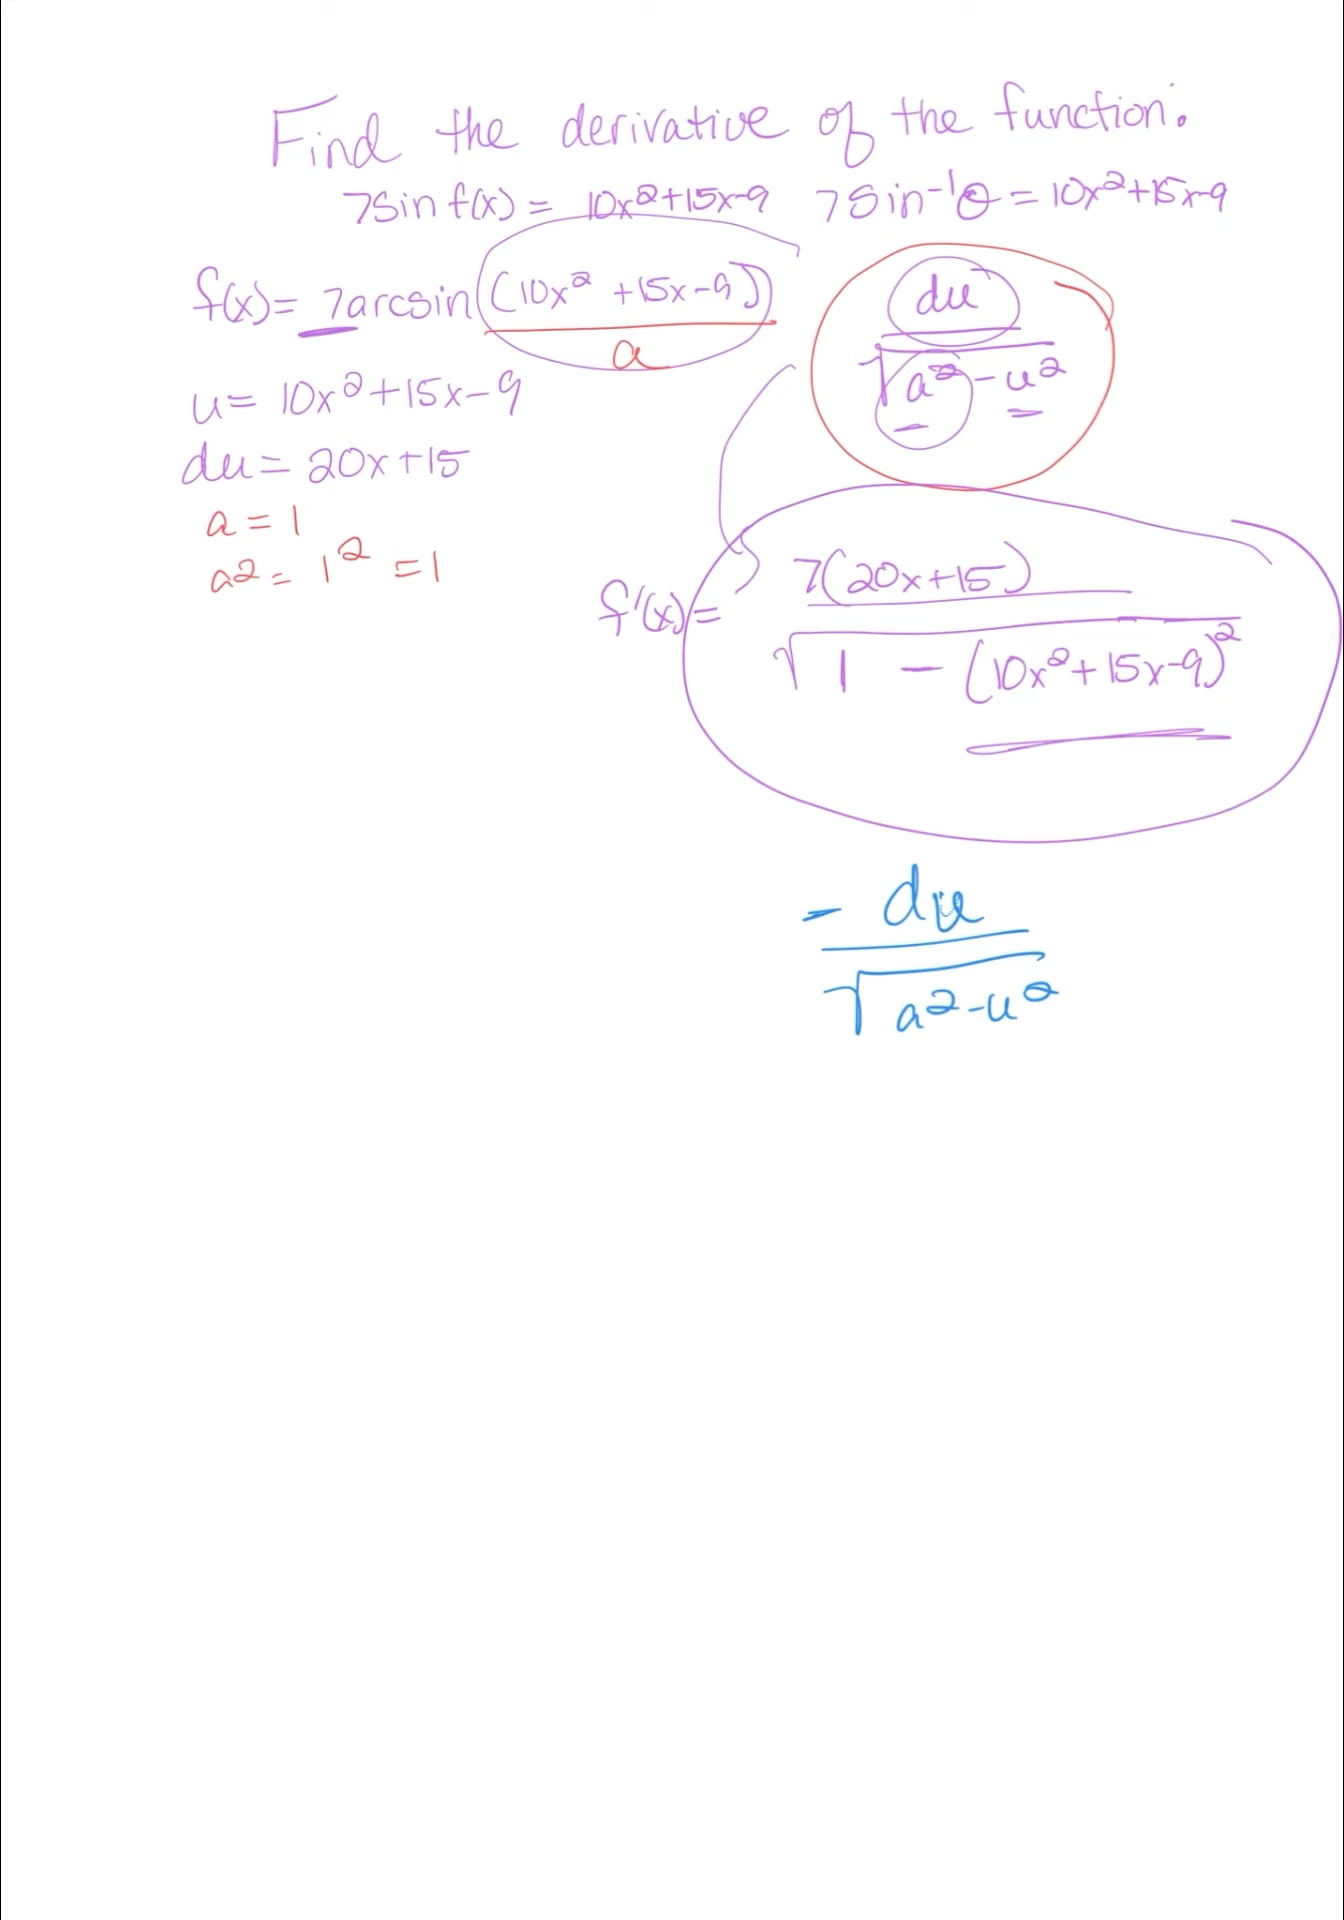 Find the derivative of the function.
7sin f(x) = 10x²+15x-9 7sin⁻¹θ = 10x²+15x-9
f(x) = 7arcsin((10x² + 15x-9))
a
du
√a² - u²
u = 10x²+15x-9
du = 20x+15
a = 1
a2 = 1² = 1
f'(x) = 7(20x+15)
√1 - (10x²+15x-9)²
- du
√a²-u²